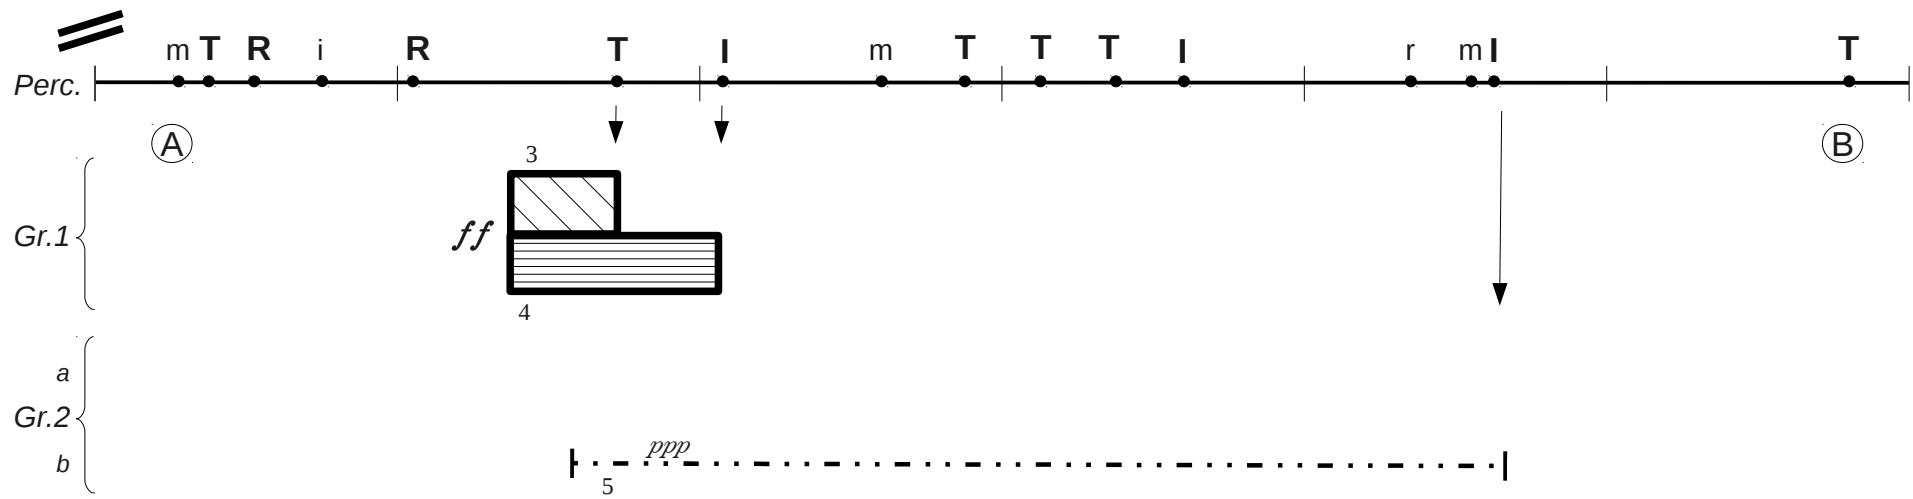 m T R i R T I m T T T I r m I T
Perc.
A B
3
ff
Gr.1
4
a
Gr.2
ppp
b
5